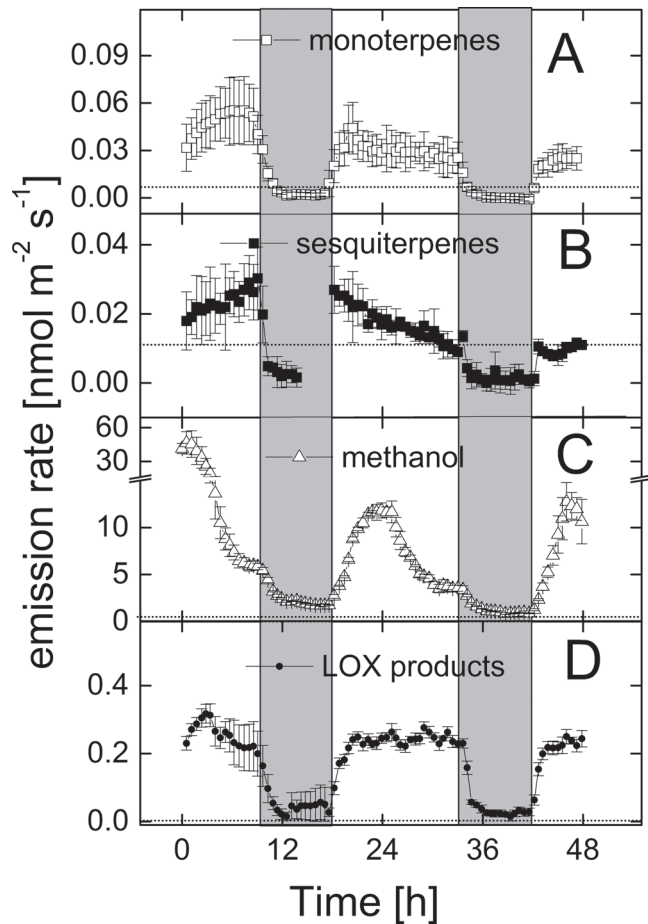 emission rate [nmol m⁻² s⁻¹]
monoterpenes
A
0.09
0.06
0.03
0.00
sesquiterpenes
B
0.04
0.02
0.00
methanol
C
60
30
10
5
0
LOX products
D
0.4
0.2
0.0
0 12 24 36 48
Time [h]